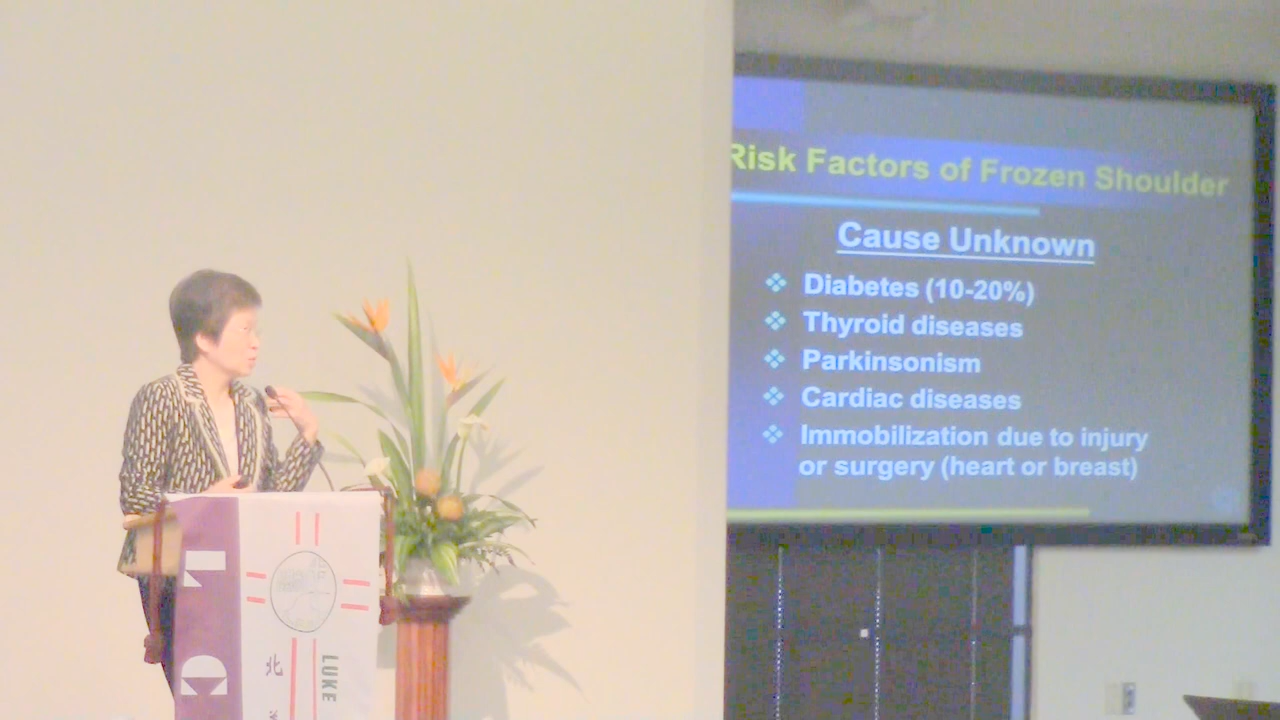 Risk Factors of Frozen Shoulder
Cause Unknown
Diabetes (10-20%)
Thyroid diseases
Parkinsonism
Cardiac diseases
Immobilization due to injury
or surgery (heart or breast)
北
LUKE